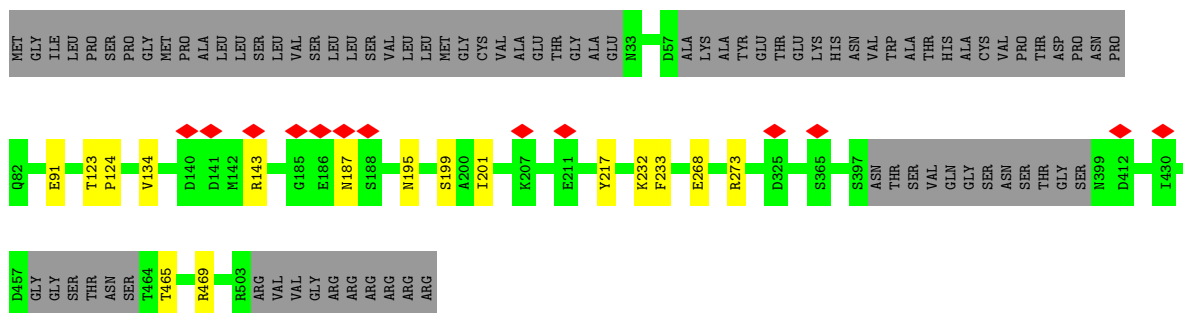 MET GLY ILE LEU PRO SER PRO GLY MET PRO ALA LEU LEU SER LEU VAL SER LEU LEU SER VAL LEU LEU MET GLY CYS VAL ALA GLU THR GLY ALA GLU N33 D57 ALA LYS ALA TYR GLU THR GLU LYS HIS ASN VAL TRP ALA THR HIS ALA CYS VAL PRO THR ASP PRO ASN PRO
Q82 E91 T123 P124 V134 D140 D141 M142 R143 G185 E186 N187 S188 N195 S199 A200 I201 K207 E211 Y217 K232 F233 E268 R273 D325 S365 S397 ASN THR SER VAL GLN GLY SER ASN SER THR GLY SER N399 D412 I430
D457 GLY GLY SER THR ASN SER T464 T465 R469 R503 ARG VAL VAL GLY ARG ARG ARG ARG ARG ARG